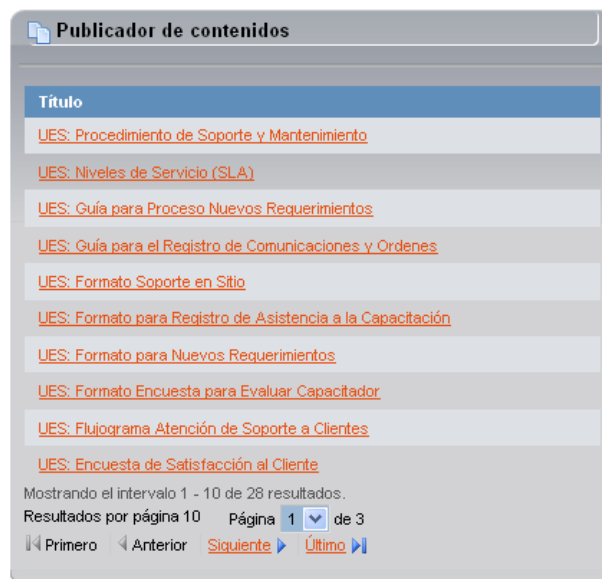 Publicador de contenidos
Título
UES: Procedimiento de Soporte y Mantenimiento
UES: Niveles de Servicio (SLA)
UES: Guía para Proceso Nuevos Requerimientos
UES: Guía para el Registro de Comunicaciones y Ordenes
UES: Formato Soporte en Sitio
UES: Formato para Registro de Asistencia a la Capacitación
UES: Formato para Nuevos Requerimientos
UES: Formato Encuesta para Evaluar Capacitador
UES: Flujograma Atención de Soporte a Clientes
UES: Encuesta de Satisfacción al Cliente
Mostrando el intervalo 1 - 10 de 28 resultados.
Resultados por página 10 Página 1 de 3
Primero Anterior Siguiente Último